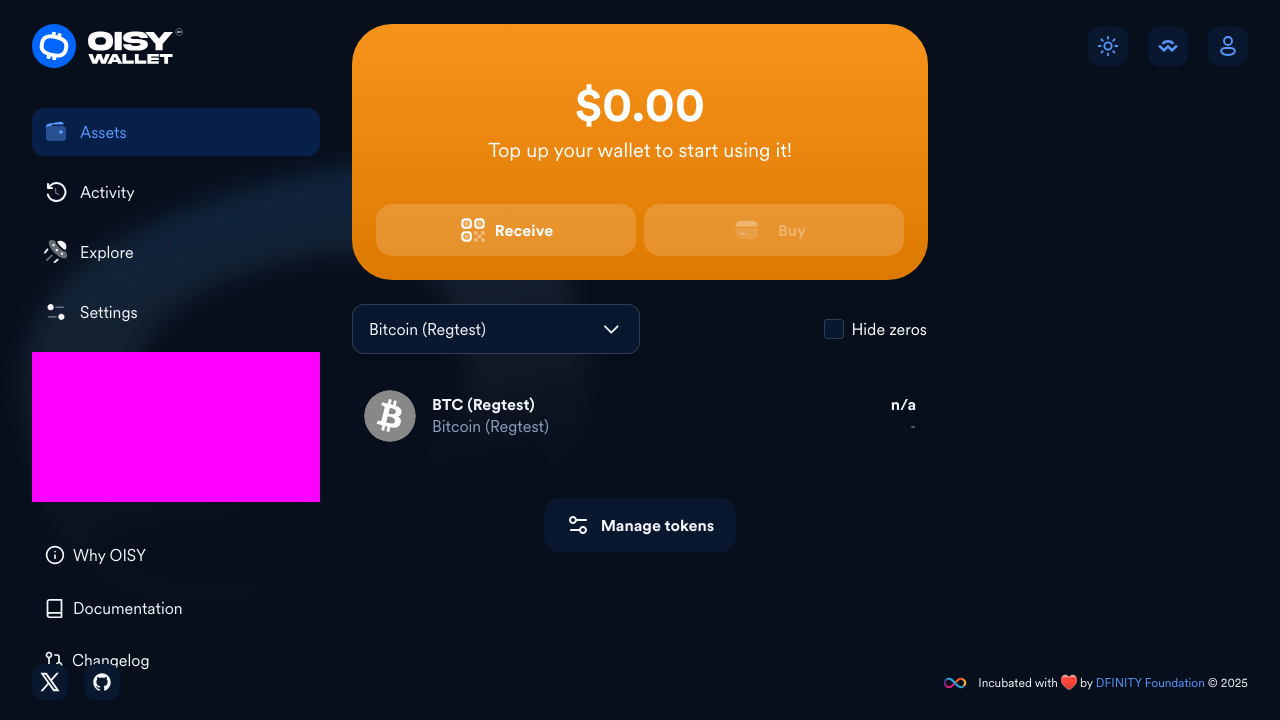 OISY
WALLET
Assets
Activity
Explore
Settings
Why OISY
Documentation
Changelog
$0.00
Top up your wallet to start using it!
Receive
Buy
Bitcoin (Regtest)
Hide zeros
BTC (Regtest)
n/a
Bitcoin (Regtest)
-
Manage tokens
Incubated with ❤️ by DFINITY Foundation © 2025